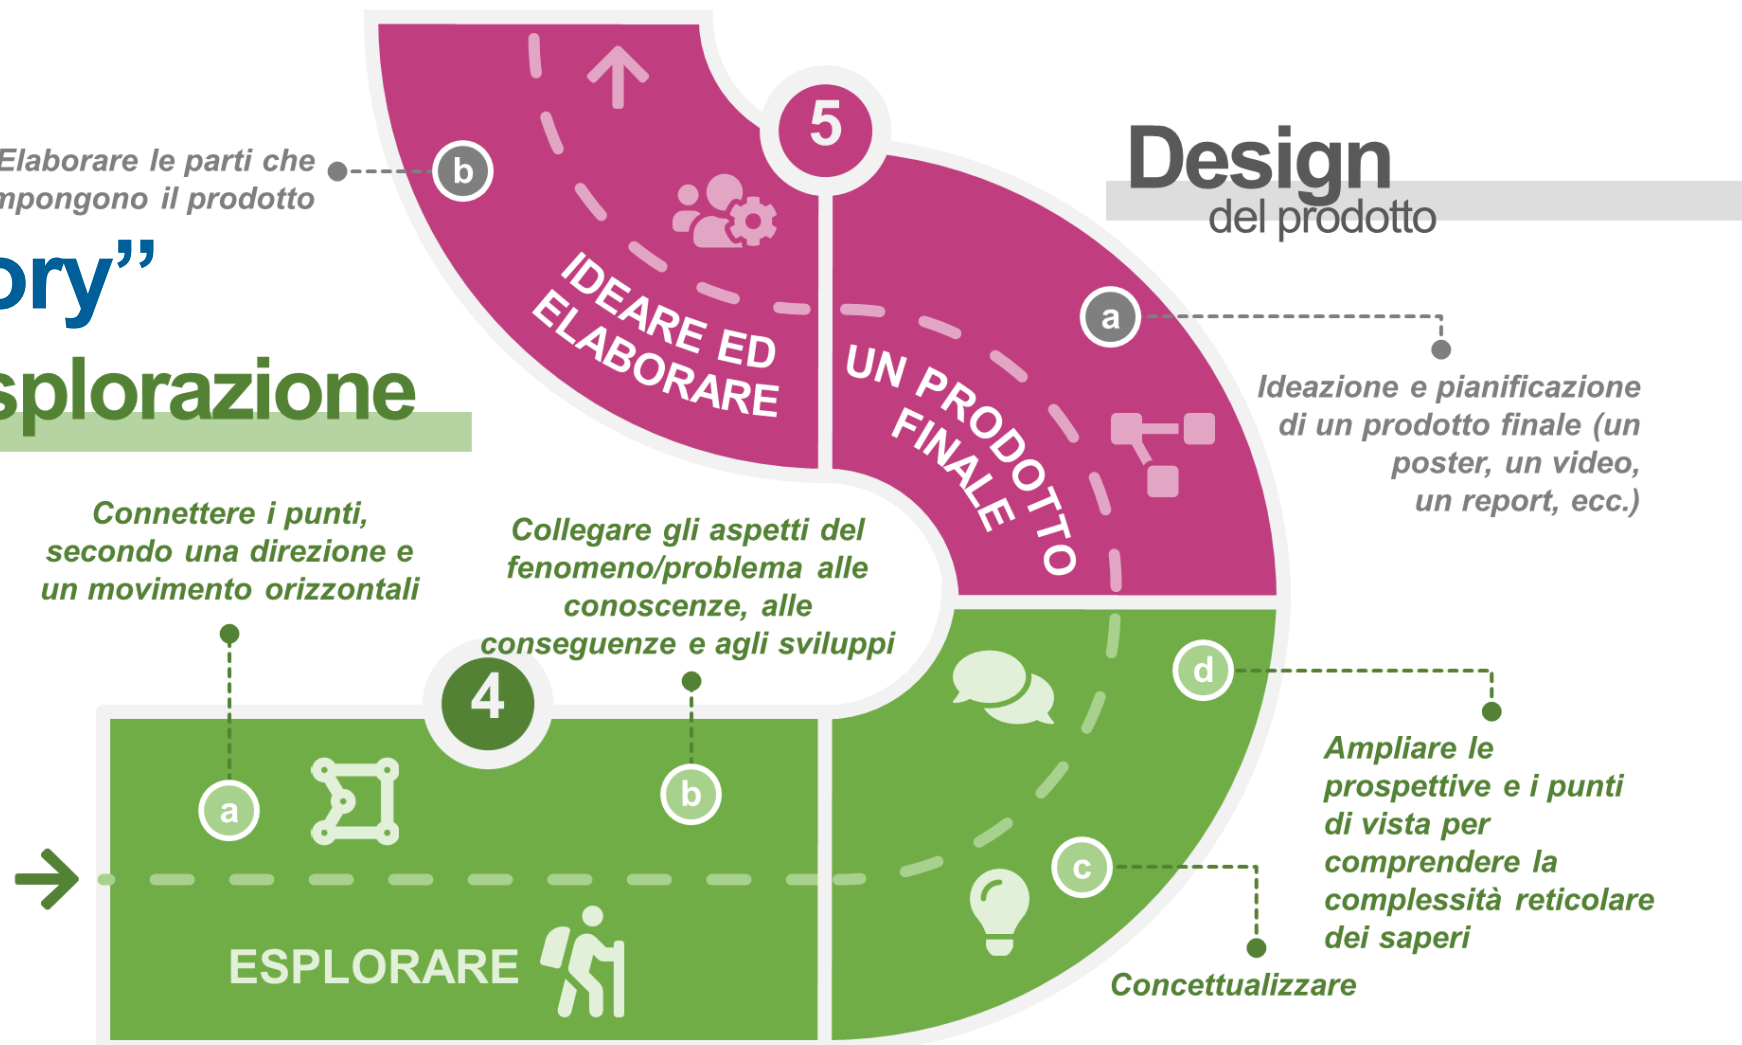 5
Design
del prodotto
Elaborare le parti che
mpongono il prodotto
b
ory”
IDEARE ED
ELABORARE
UN PRODOTTO
FINALE
a
Ideazione e pianificazione
di un prodotto finale (un
poster, un video,
un report, ecc.)
splorazione
Connettere i punti,
secondo una direzione e
un movimento orizzontali
Collegare gli aspetti del
fenomeno/problema alle
conoscenze, alle
conseguenze e agli sviluppi
4
a
b
d
Ampliare le
prospettive e i punti
di vista per
comprendere la
complessità reticolare
dei saperi
c
Concettualizzare
ESPLORARE